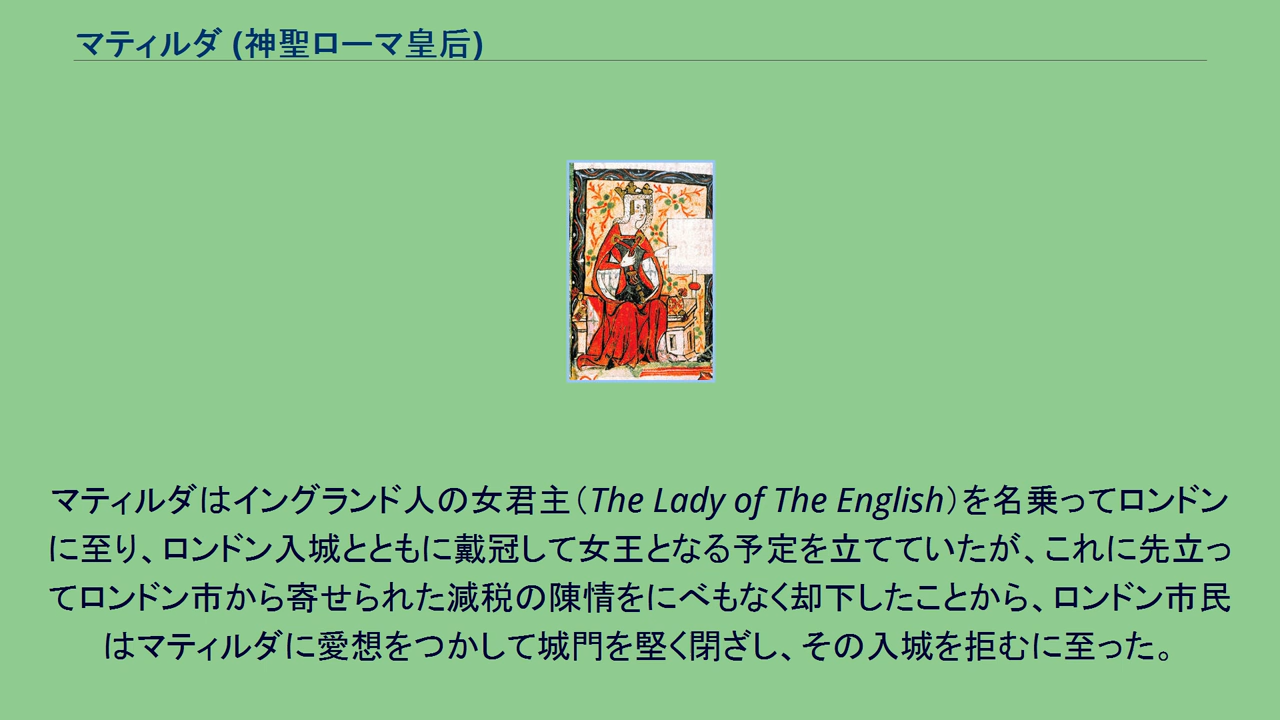 マティルダ (神聖ローマ皇后)
マティルダはイングランド人の女君主（The Lady of The English）を名乗ってロンドン
に至り、ロンドン入城とともに戴冠して女王となる予定を立てていたが、これに先立っ
てロンドン市から寄せられた減税の陳情をにべもなく却下したことから、ロンドン市民
はマティルダに愛想をつかして城門を堅く閉ざし、その入城を拒むに至った。